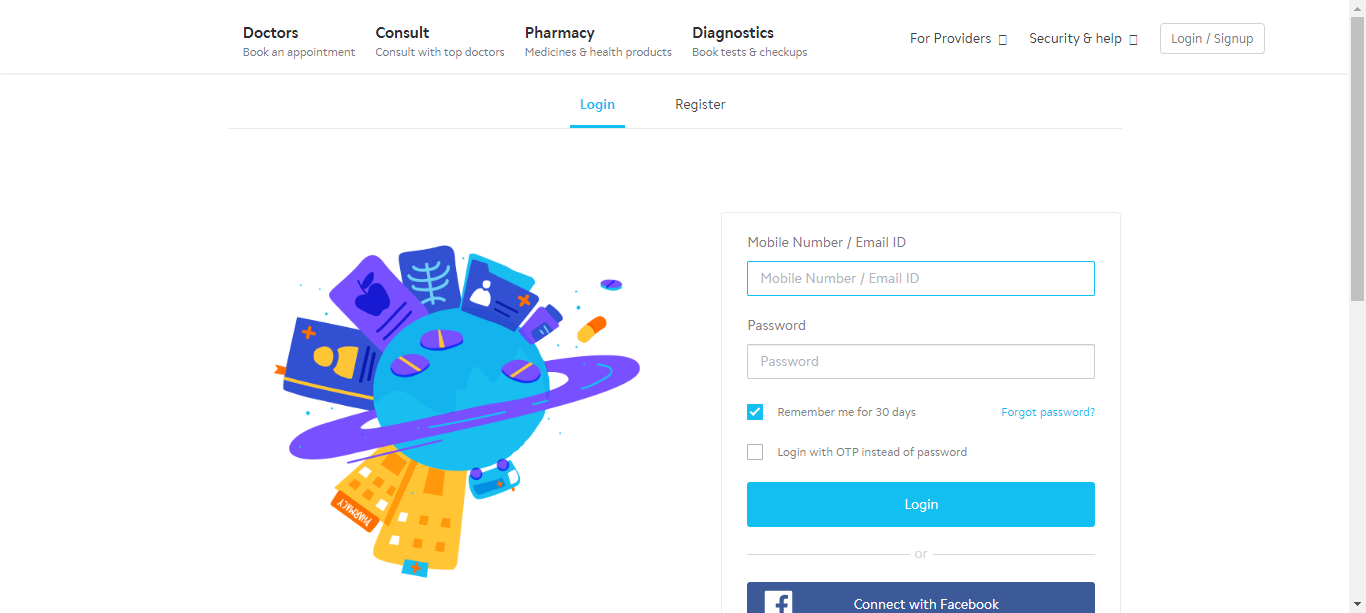 Doctors
Book an appointment
Consult
Consult with top doctors
Pharmacy
Medicines & health products
Diagnostics
Book tests & checkups
For Providers
Security & help
Login / Signup
Login
Register
Mobile Number / Email ID
Mobile Number / Email ID
Password
Password
Remember me for 30 days
Forgot password?
Login with OTP instead of password
Login
or
Connect with Facebook
PHARMACY